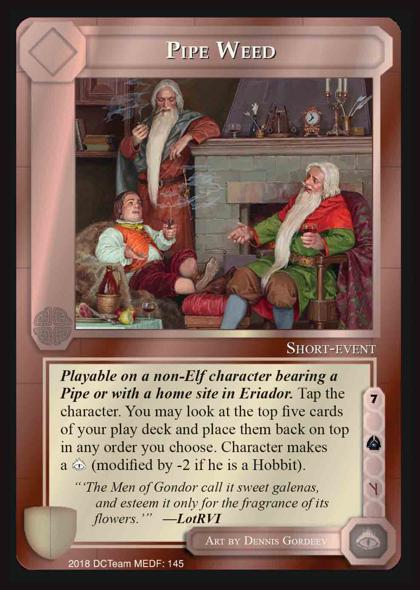 Pipe Weed
Short-event
Playable on a non-Elf character bearing a
Pipe or with a home site in Eriador. Tap the
character. You may look at the top five cards
of your play deck and place them back on top
in any order you choose. Character makes
a (modified by -2 if he is a Hobbit).
7
“‘The Men of Gondor call it sweet galenas,
and esteem it only for the fragrance of its
flowers.’” —LotRVI
Art by Dennis Gordeev
2018 DCTeam MEDF: 145